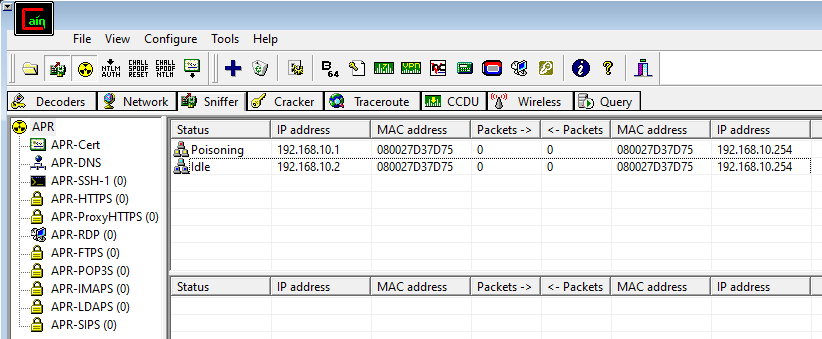 Cain
File View Configure Tools Help
NTLM AUTH CHALL SPOOF RESET CHALL SPOOF NTLM B 64 VPN
Decoders Network Sniffer Cracker Traceroute CCDU Wireless Query
APR
APR-Cert
APR-DNS
APR-SSH-1 (0)
APR-HTTPS (0)
APR-ProxyHTTPS (0)
APR-RDP (0)
APR-FTPS (0)
APR-POP3S (0)
APR-IMAPS (0)
APR-LDAPS (0)
APR-SIPS (0)
Status IP address MAC address Packets -> <- Packets MAC address IP address
Poisoning 192.168.10.1 080027D37D75 0 0 080027D37D75 192.168.10.254
Idle 192.168.10.2 080027D37D75 0 0 080027D37D75 192.168.10.254
Status IP address MAC address Packets -> <- Packets MAC address IP address